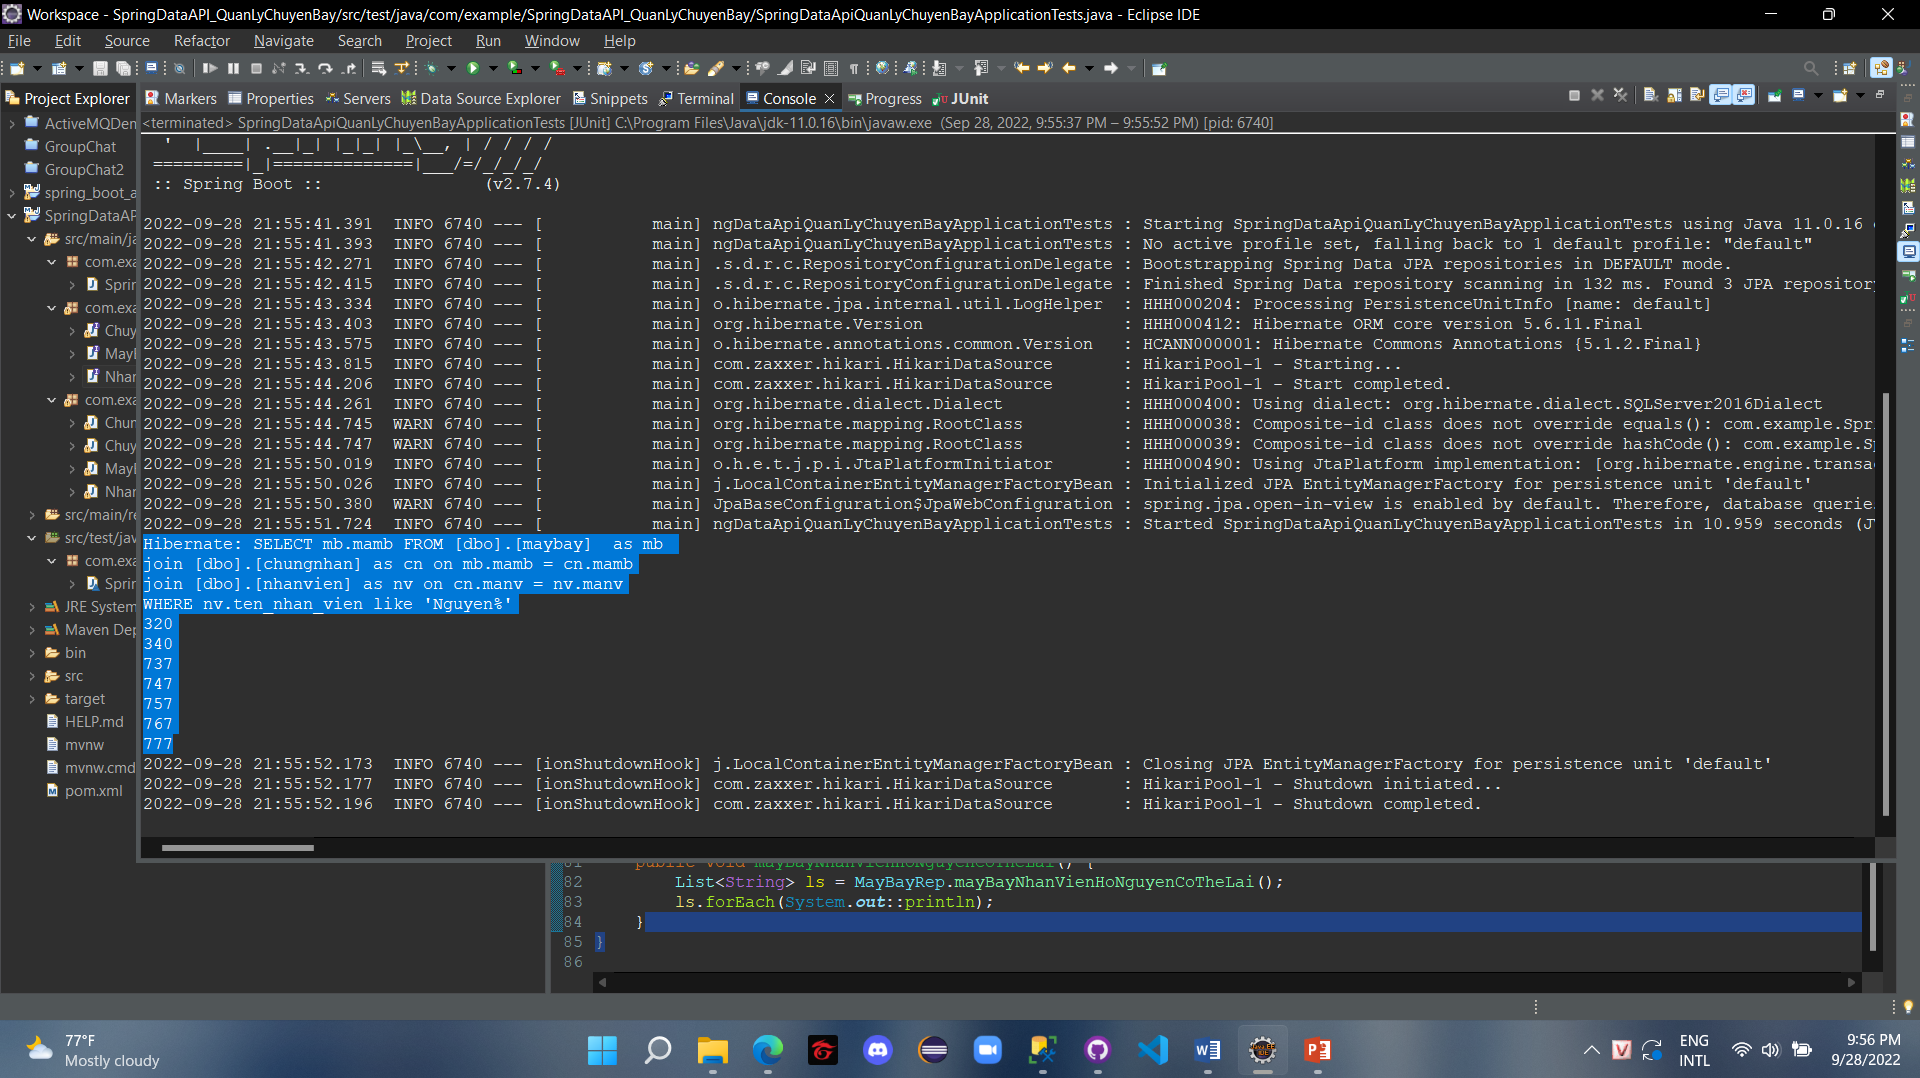 Workspace - SpringDataAPI_QuanLyChuyenBay/src/test/java/com/example/SpringDataAPI_QuanLyChuyenBay/SpringDataApiQuanLyChuyenBayApplicationTests.java - Eclipse IDE
File Edit Source Refactor Navigate Search Project Run Window Help
Project Explorer
Markers Properties Servers Data Source Explorer Snippets Terminal Console Progress JUnit
<terminated> SpringDataApiQuanLyChuyenBayApplicationTests [JUnit] C:\Program Files\Java\jdk-11.0.16\bin\javaw.exe (Sep 28, 2022, 9:55:37 PM – 9:55:52 PM) [pid: 6740]
ActiveMQDen
GroupChat
GroupChat2
spring_boot_a
SpringDataAP
src/main/ja
com.exa
Sprin
com.exa
Chuy
MayI
Nhar
com.exa
Chun
Chuy
MayI
Nhar
src/main/re
src/test/jav
com.exa
Sprin
JRE System
Maven Dep
bin
src
target
HELP.md
mvnw
mvnw.cmd
pom.xml
' |____| .__|_| |_|_| |_\__, | / / / /
=========|_|==============|___/=/_/_/_/
:: Spring Boot :: (v2.7.4)
2022-09-28 21:55:41.391 INFO 6740 --- [ main] ngDataApiQuanLyChuyenBayApplicationTests : Starting SpringDataApiQuanLyChuyenBayApplicationTests using Java 11.0.16
2022-09-28 21:55:41.393 INFO 6740 --- [ main] ngDataApiQuanLyChuyenBayApplicationTests : No active profile set, falling back to 1 default profile: "default"
2022-09-28 21:55:42.271 INFO 6740 --- [ main] .s.d.r.c.RepositoryConfigurationDelegate : Bootstrapping Spring Data JPA repositories in DEFAULT mode.
2022-09-28 21:55:42.415 INFO 6740 --- [ main] .s.d.r.c.RepositoryConfigurationDelegate : Finished Spring Data repository scanning in 132 ms. Found 3 JPA repository
2022-09-28 21:55:43.334 INFO 6740 --- [ main] o.hibernate.jpa.internal.util.LogHelper : HHH000204: Processing PersistenceUnitInfo [name: default]
2022-09-28 21:55:43.403 INFO 6740 --- [ main] org.hibernate.Version : HHH000412: Hibernate ORM core version 5.6.11.Final
2022-09-28 21:55:43.575 INFO 6740 --- [ main] o.hibernate.annotations.common.Version : HCANN000001: Hibernate Commons Annotations {5.1.2.Final}
2022-09-28 21:55:43.815 INFO 6740 --- [ main] com.zaxxer.hikari.HikariDataSource : HikariPool-1 - Starting...
2022-09-28 21:55:44.206 INFO 6740 --- [ main] com.zaxxer.hikari.HikariDataSource : HikariPool-1 - Start completed.
2022-09-28 21:55:44.261 INFO 6740 --- [ main] org.hibernate.dialect.Dialect : HHH000400: Using dialect: org.hibernate.dialect.SQLServer2016Dialect
2022-09-28 21:55:44.745 WARN 6740 --- [ main] org.hibernate.mapping.RootClass : HHH000038: Composite-id class does not override equals(): com.example.Spr
2022-09-28 21:55:44.747 WARN 6740 --- [ main] org.hibernate.mapping.RootClass : HHH000039: Composite-id class does not override hashCode(): com.example.S
2022-09-28 21:55:50.019 INFO 6740 --- [ main] o.h.e.t.j.p.i.JtaPlatformInitiator : HHH000490: Using JtaPlatform implementation: [org.hibernate.engine.transa
2022-09-28 21:55:50.026 INFO 6740 --- [ main] j.LocalContainerEntityManagerFactoryBean : Initialized JPA EntityManagerFactory for persistence unit 'default'
2022-09-28 21:55:50.380 WARN 6740 --- [ main] JpaBaseConfiguration$JpaWebConfiguration : spring.jpa.open-in-view is enabled by default. Therefore, database querie
2022-09-28 21:55:51.724 INFO 6740 --- [ main] ngDataApiQuanLyChuyenBayApplicationTests : Started SpringDataApiQuanLyChuyenBayApplicationTests in 10.959 seconds (J
Hibernate: SELECT mb.mamb FROM [dbo].[maybay] as mb
join [dbo].[chungnhan] as cn on mb.mamb = cn.mamb
join [dbo].[nhanvien] as nv on cn.manv = nv.manv
WHERE nv.ten_nhan_vien like 'Nguyen%'
320
340
737
747
757
767
777
2022-09-28 21:55:52.173 INFO 6740 --- [ionShutdownHook] j.LocalContainerEntityManagerFactoryBean : Closing JPA EntityManagerFactory for persistence unit 'default'
2022-09-28 21:55:52.177 INFO 6740 --- [ionShutdownHook] com.zaxxer.hikari.HikariDataSource : HikariPool-1 - Shutdown initiated...
2022-09-28 21:55:52.196 INFO 6740 --- [ionShutdownHook] com.zaxxer.hikari.HikariDataSource : HikariPool-1 - Shutdown completed.
81 public void mayBayNhanVienHoNguyenCoTheLai() {
82 List<String> ls = MayBayRep.mayBayNhanVienHoNguyenCoTheLai();
83 ls.forEach(System.out::println);
84 }
85 }
86
77°F
Mostly cloudy
ENG
INTL
9:56 PM
9/28/2022